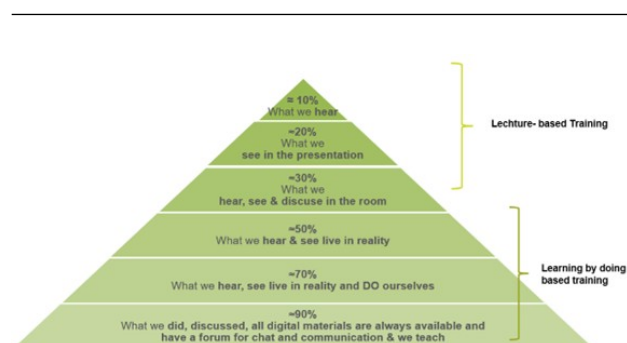 ≈ 10%
What we hear
≈20%
What we
see in the presentation
≈30%
What we
hear, see & discuse in the room
≈50%
What we hear & see live in reality
≈70%
What we hear, see live in reality and DO ourselves
≈90%
What we did, discussed, all digital materials are always available and
have a forum for chat and communication & we teach
Lechture- based Training
Learning by doing
based training